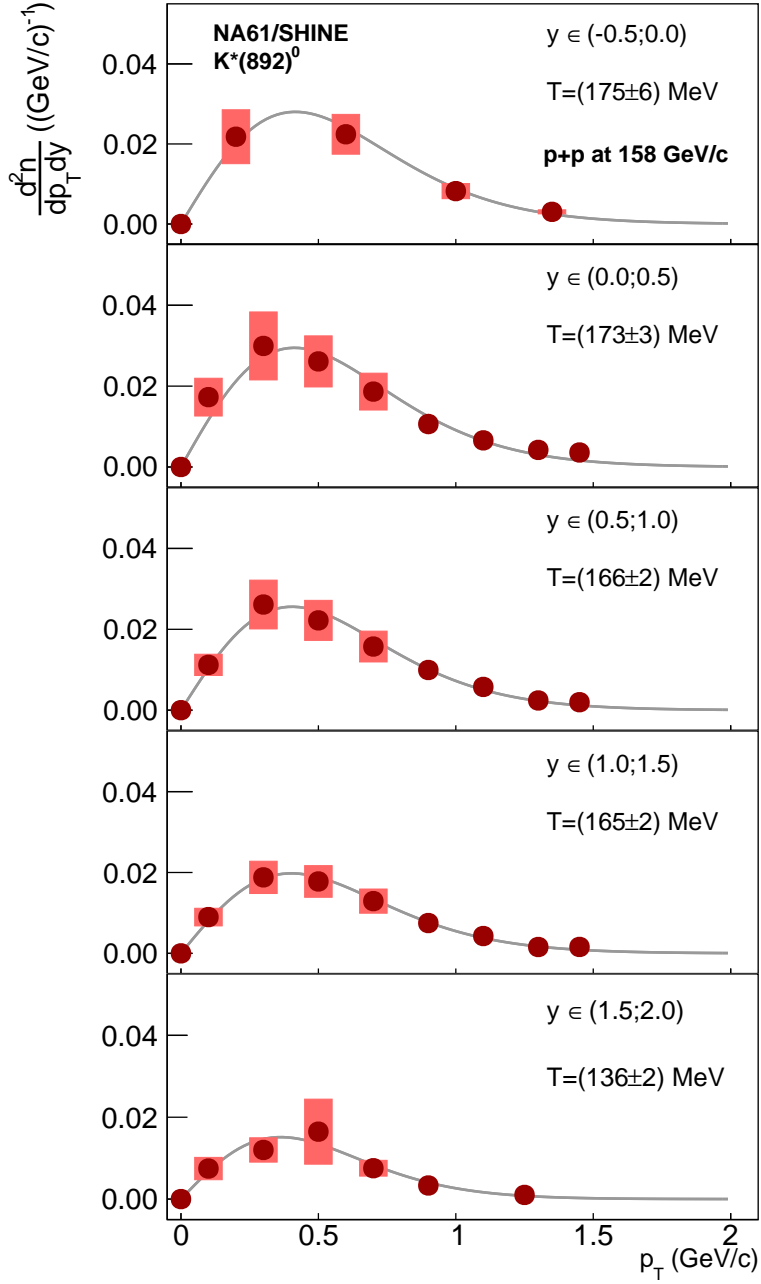 NA61/SHINE
K*(892)⁰
y ∈ (-0.5;0.0)
T=(175±6) MeV
p+p at 158 GeV/c
d²n
dp_T dy ((GeV/c)⁻¹)
0.04
0.02
0.00
y ∈ (0.0;0.5)
T=(173±3) MeV
0.04
0.02
0.00
y ∈ (0.5;1.0)
T=(166±2) MeV
0.04
0.02
0.00
y ∈ (1.0;1.5)
T=(165±2) MeV
0.04
0.02
0.00
y ∈ (1.5;2.0)
T=(136±2) MeV
0.04
0.02
0.00
0 0.5 1 1.5 2
p_T (GeV/c)